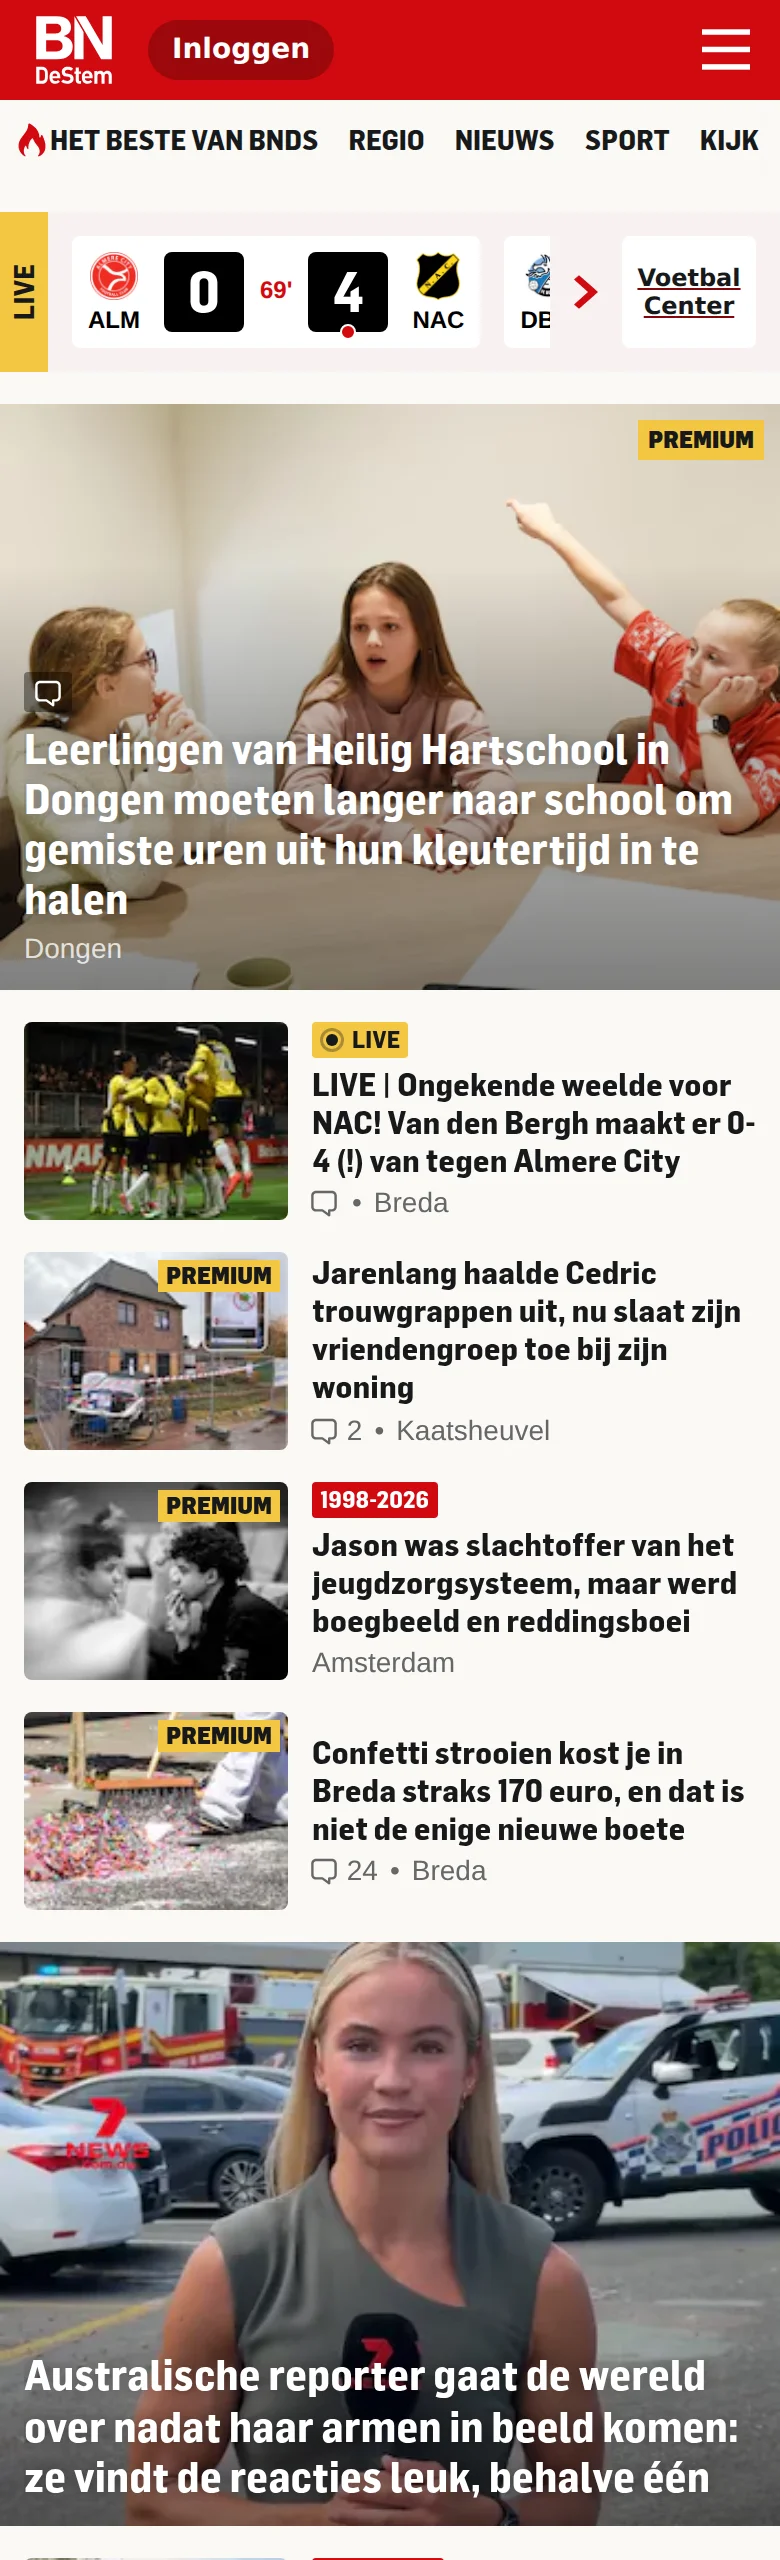 BN
DeStem
Inloggen
HET BESTE VAN BNDS REGIO NIEUWS SPORT KIJK
LIVE
ALM 0 69' 4 NAC
DB
Voetbal
Center
PREMIUM
Leerlingen van Heilig Hartschool in
Dongen moeten langer naar school om
gemiste uren uit hun kleutertijd in te
halen
Dongen
LIVE
LIVE | Ongekende weelde voor
NAC! Van den Bergh maakt er 0-
4 (!) van tegen Almere City
• Breda
PREMIUM
Jarenlang haalde Cedric
trouwgrappen uit, nu slaat zijn
vriendengroep toe bij zijn
woning
2 • Kaatsheuvel
PREMIUM
1998-2026
Jason was slachtoffer van het
jeugdzorgsysteem, maar werd
boegbeeld en reddingsboei
Amsterdam
PREMIUM
Confetti strooien kost je in
Breda straks 170 euro, en dat is
niet de enige nieuwe boete
24 • Breda
7
NEWS
.com.au
POLIC
7
Australische reporter gaat de wereld
over nadat haar armen in beeld komen:
ze vindt de reacties leuk, behalve één